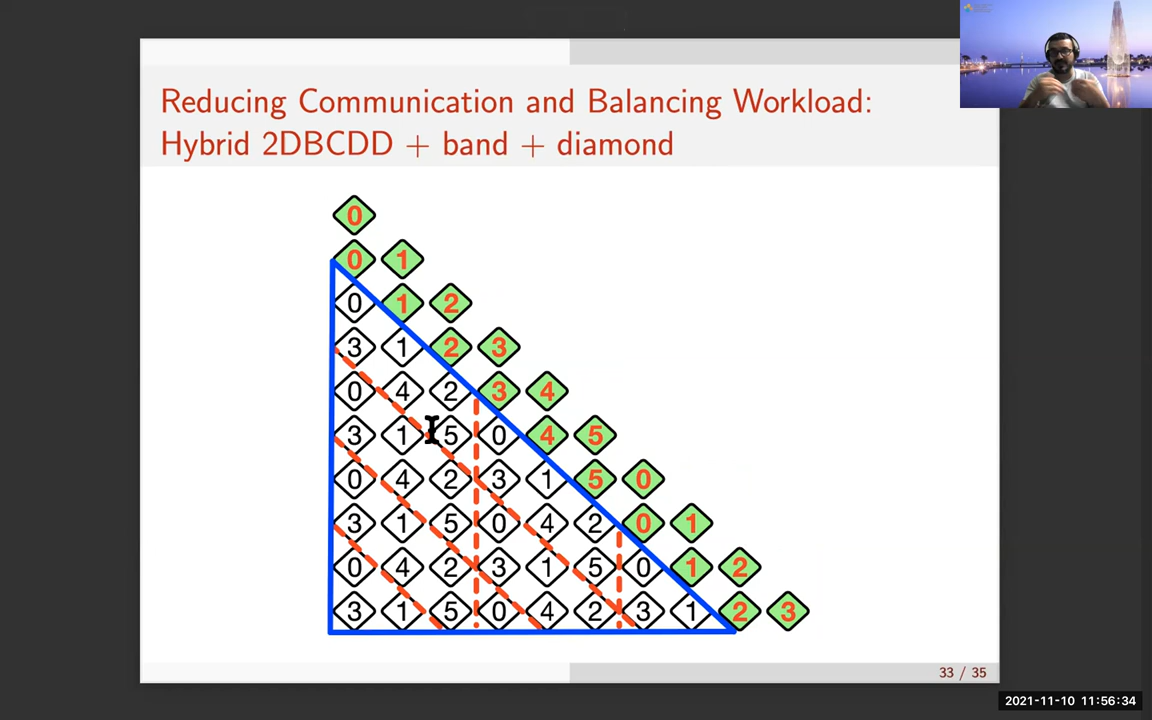 Reducing Communication and Balancing Workload:
Hybrid 2DBCDD + band + diamond
0
0 1
0 1 2
3 1 2 3
0 4 2 3 4
3 1 5 0 4 5
0 4 2 3 1 5 0
3 1 5 0 4 2 0 1
0 4 2 3 1 5 0 1 2
3 1 5 0 4 2 3 1 2 3
33 / 35
2021-11-10 11:56:34